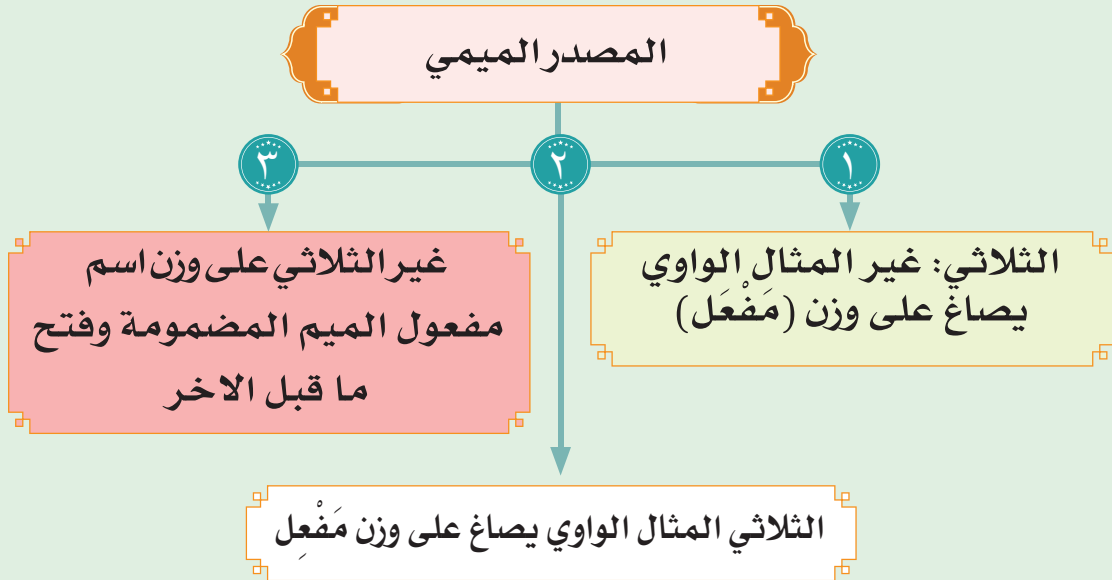 المصدر الميمي
١
الثلاثي: غير المثال الواوي
يصاغ على وزن (مَفْعَل)
٢
الثلاثي المثال الواوي يصاغ على وزن مَفْعِل
٣
غير الثلاثي على وزن اسم
مفعول الميم المضمومة وفتح
ما قبل الاخر